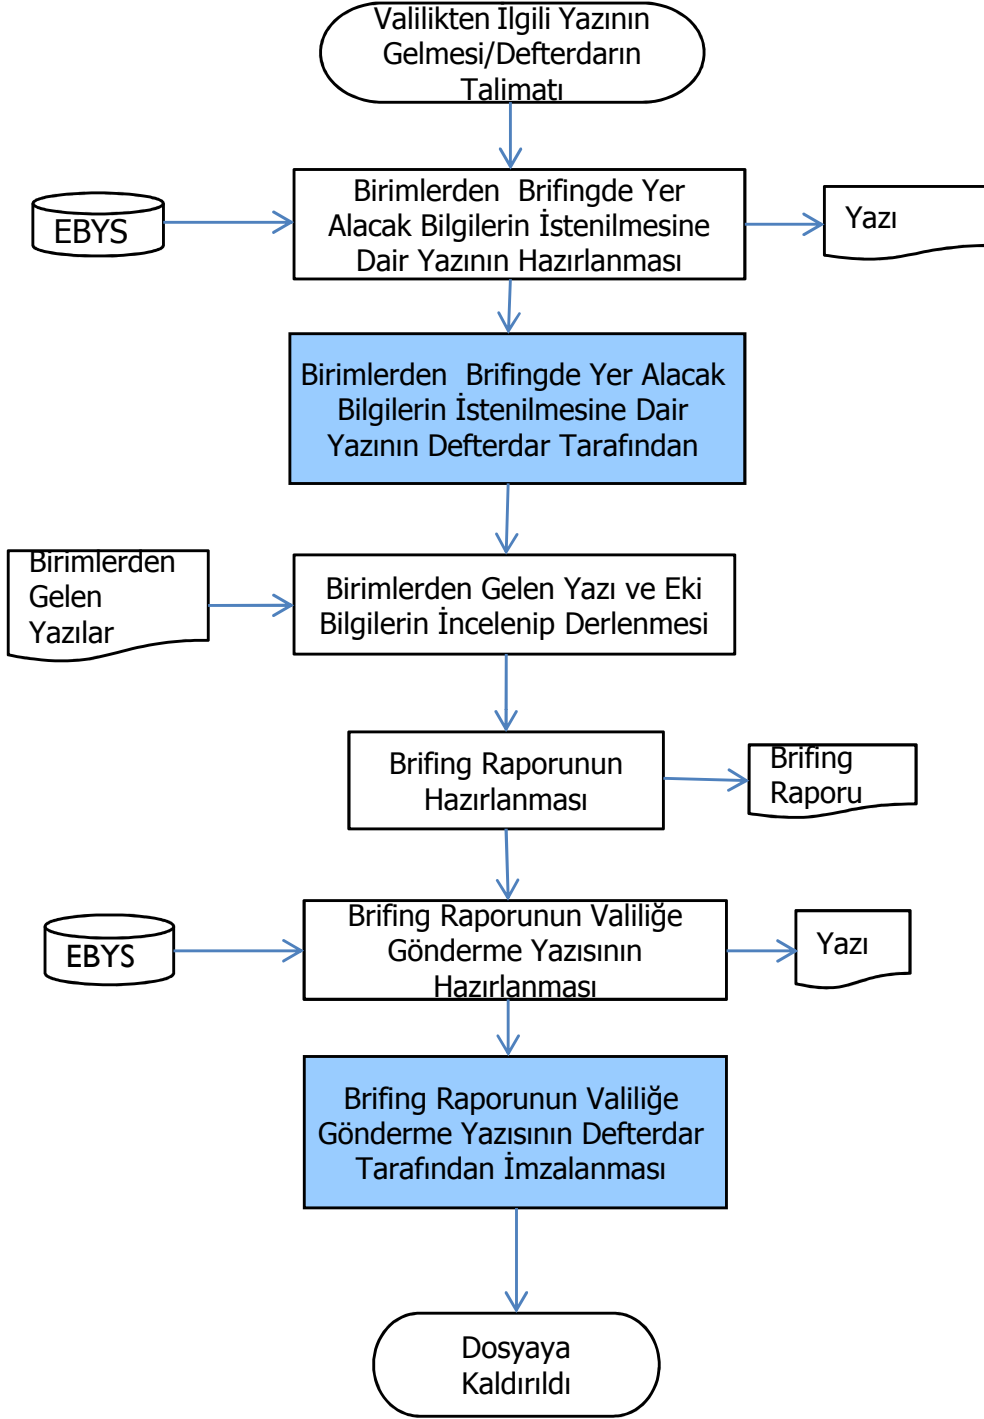 Valilikten İlgili Yazının
Gelmesi/Defterdarın
Talimatı
Birimlerden Brifingde Yer
Alacak Bilgilerin İstenilmesine
Dair Yazının Hazırlanması
EBYS
Yazı
Birimlerden Brifingde Yer Alacak
Bilgilerin İstenilmesine Dair
Yazının Defterdar Tarafından
Birimlerden
Gelen
Yazılar
Birimlerden Gelen Yazı ve Eki
Bilgilerin İncelenip Derlenmesi
Brifing Raporunun
Hazırlanması
Brifing
Raporu
EBYS
Brifing Raporunun Valiliğe
Gönderme Yazısının
Hazırlanması
Yazı
Brifing Raporunun Valiliğe
Gönderme Yazısının Defterdar
Tarafından İmzalanması
Dosyaya
Kaldırıldı